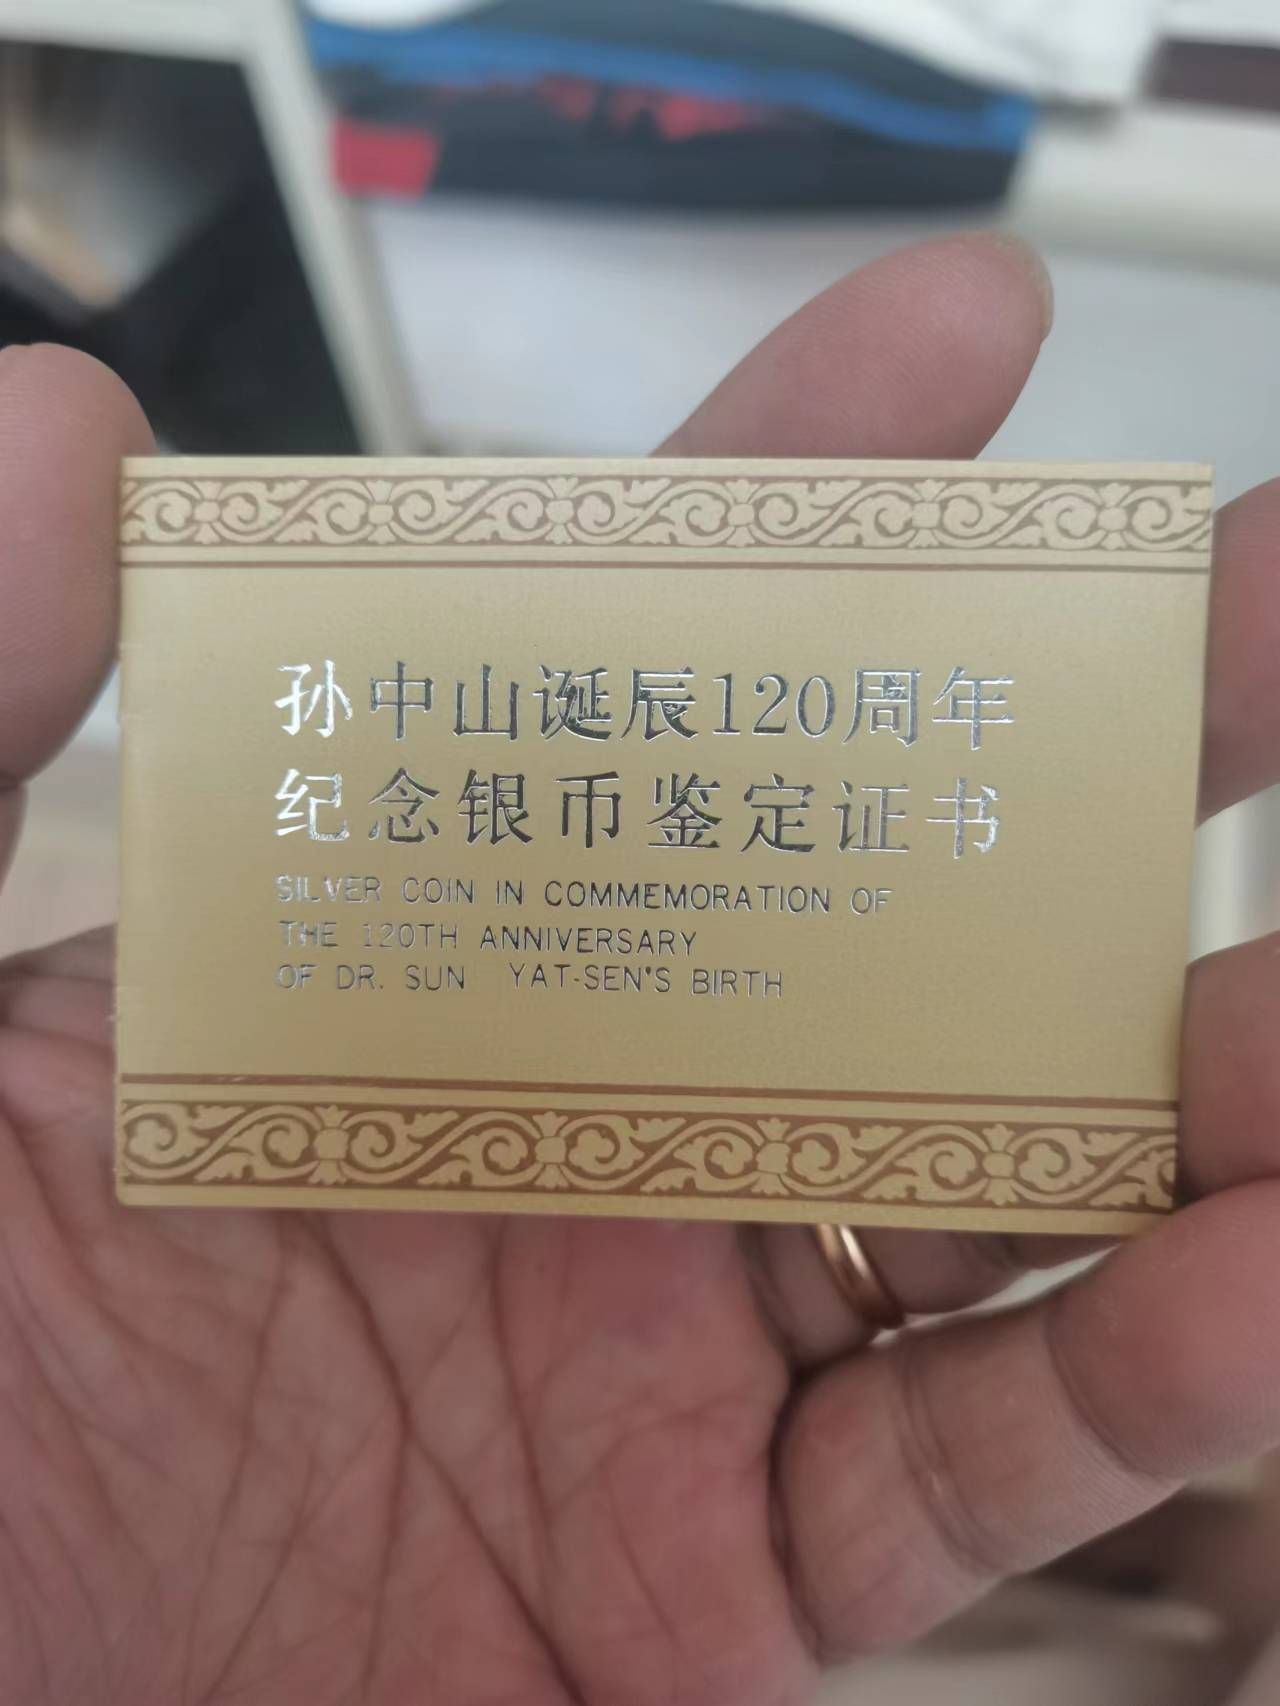 孙中山诞辰120周年
纪念银币鉴定证书
SILVER COIN IN COMMEMORATION OF
THE 120TH ANNIVERSARY
OF DR. SUN YAT-SEN'S BIRTH